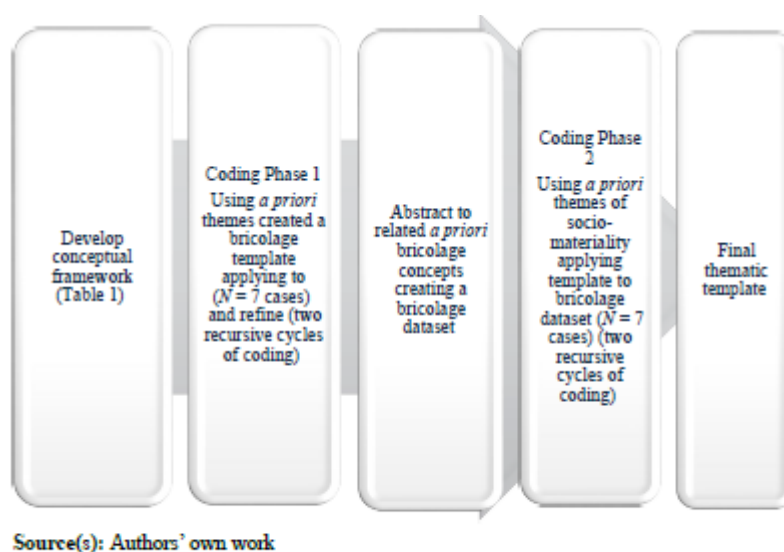 Develop
conceptual
framework
(Table 1)
Coding Phase 1
Using a priori
themes created a
bricolage
template
applying to
(N = 7 cases)
and refine (two
recursive cycles
of coding)
Abstract to
related a priori
bricolage
concepts
creating a
bricolage
dataset
Coding Phase
2
Using a priori
themes of
socio-
materiality
applying
template to
bricolage
dataset (N = 7
cases) (two
recursive
cycles of
coding)
Final
thematic
template
Source(s): Authors' own work